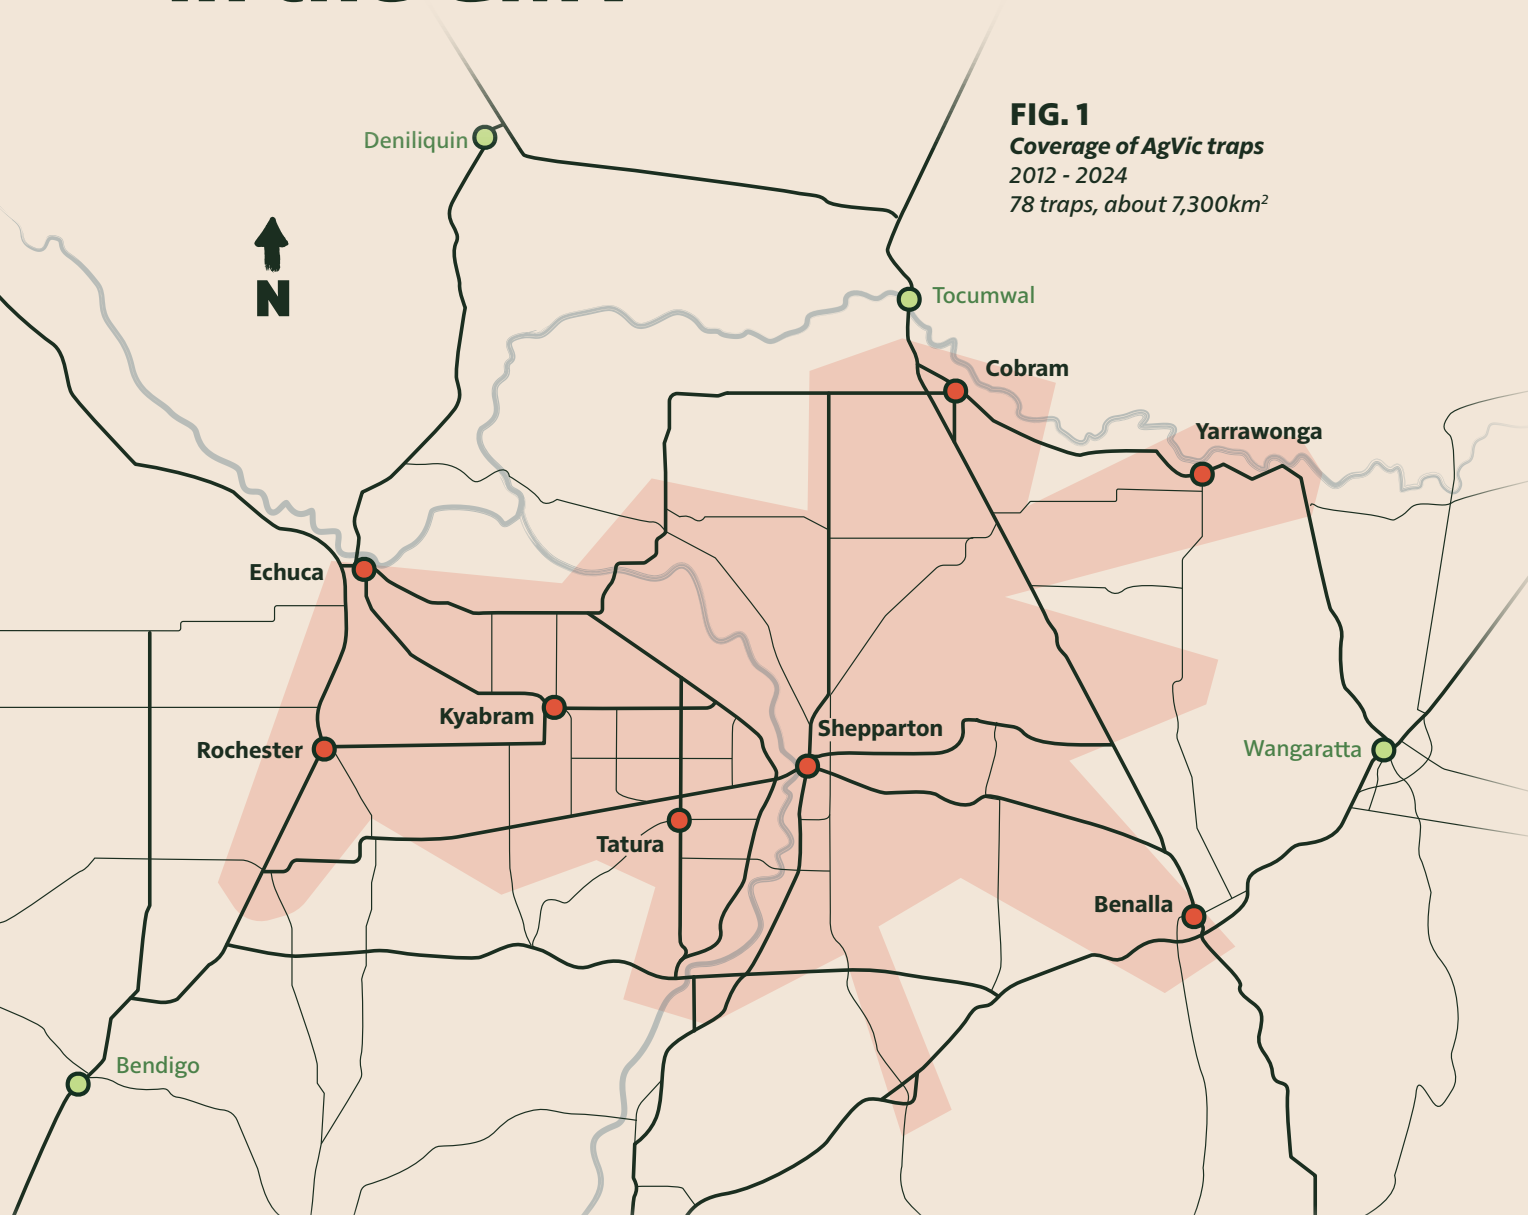 FIG. 1
Coverage of AgVic traps
2012 - 2024
78 traps, about 7,300km²
Deniliquin
N
Tocumwal
Cobram
Yarrawonga
Echuca
Kyabram
Shepparton
Rochester
Wangaratta
Tatura
Benalla
Bendigo